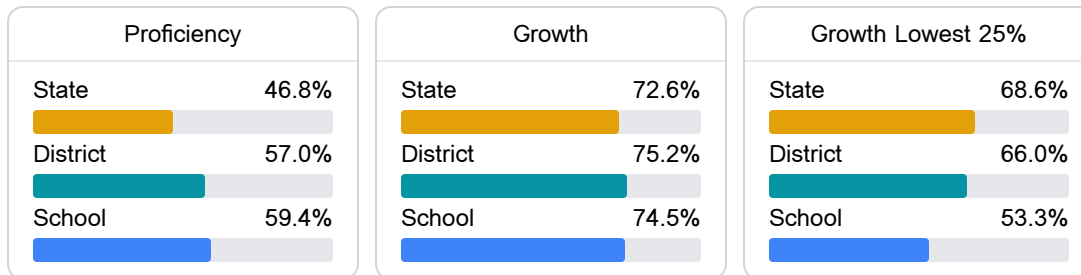 Proficiency
State 46.8%
District 57.0%
School 59.4%
Growth
State 72.6%
District 75.2%
School 74.5%
Growth Lowest 25%
State 68.6%
District 66.0%
School 53.3%